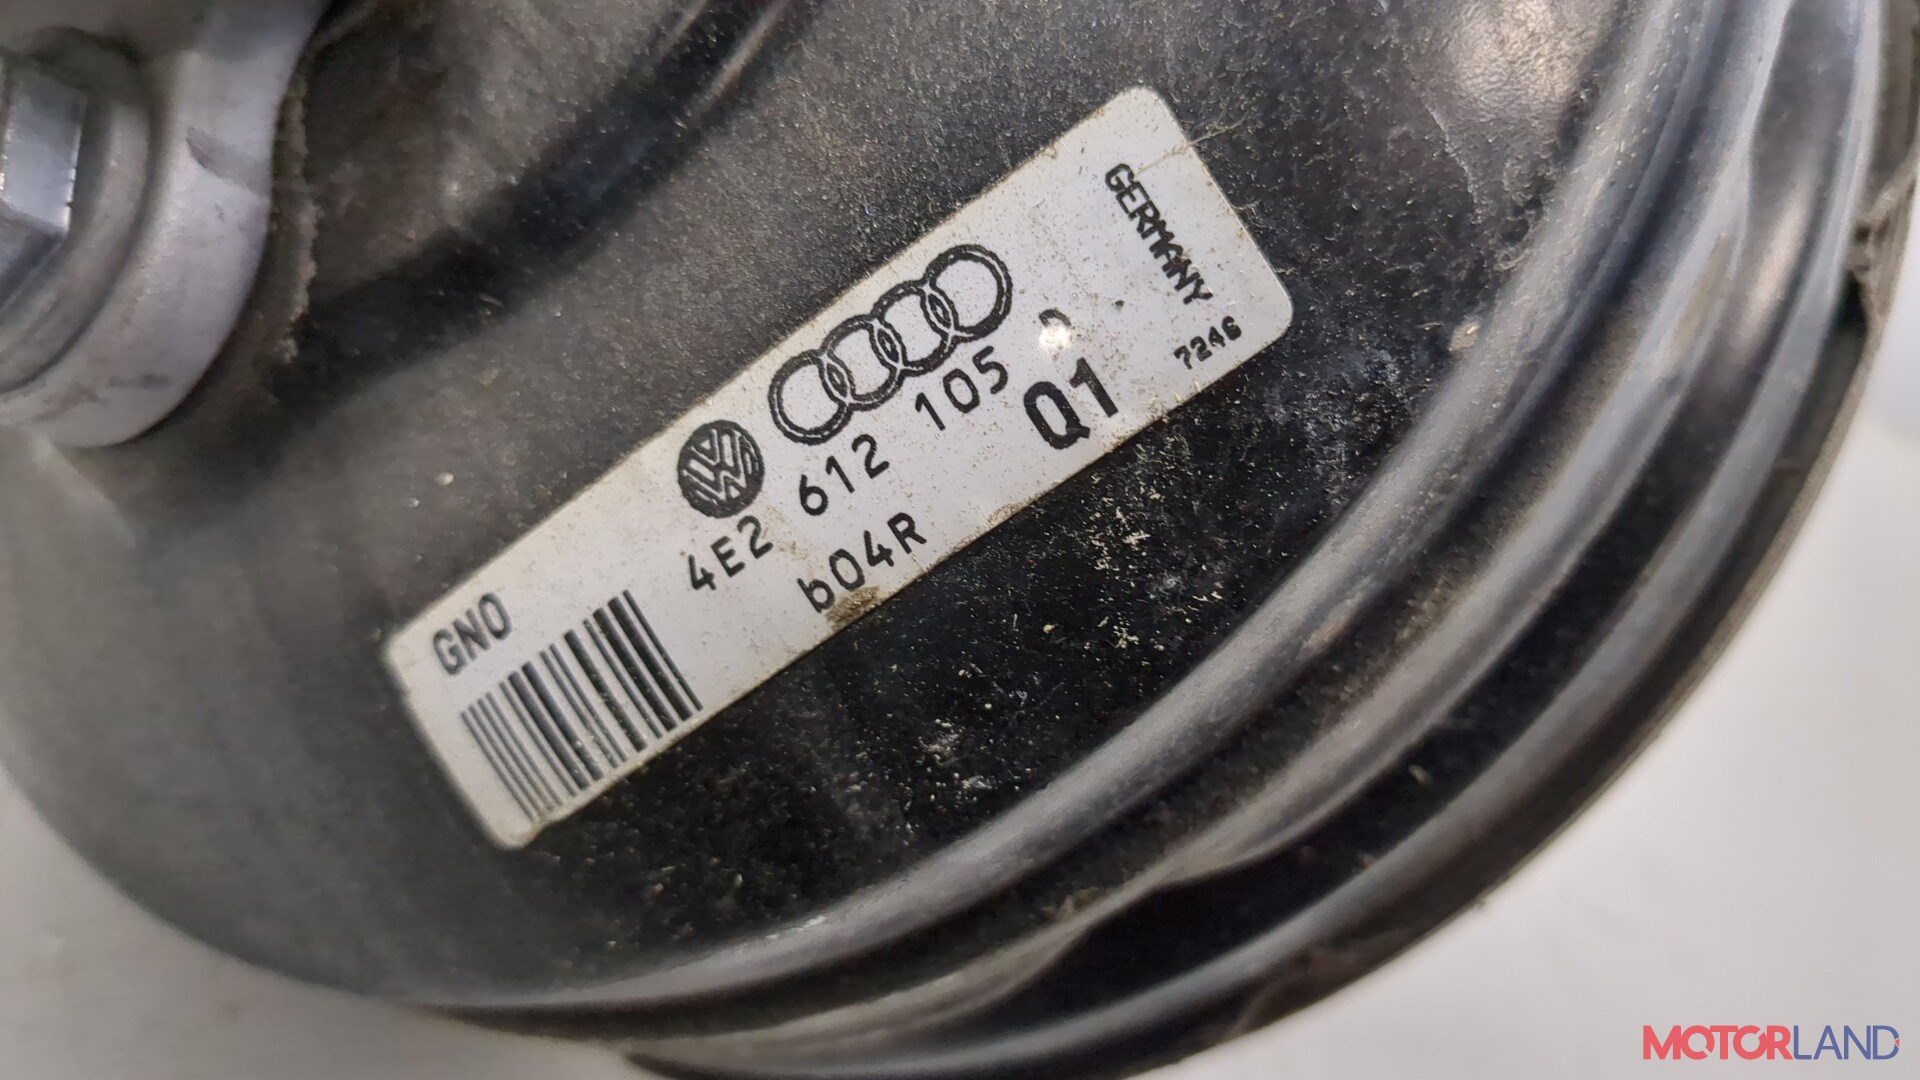 GNO
4E2 612 105
b04R
Q1
GERMANY
7246
MOTORLAND